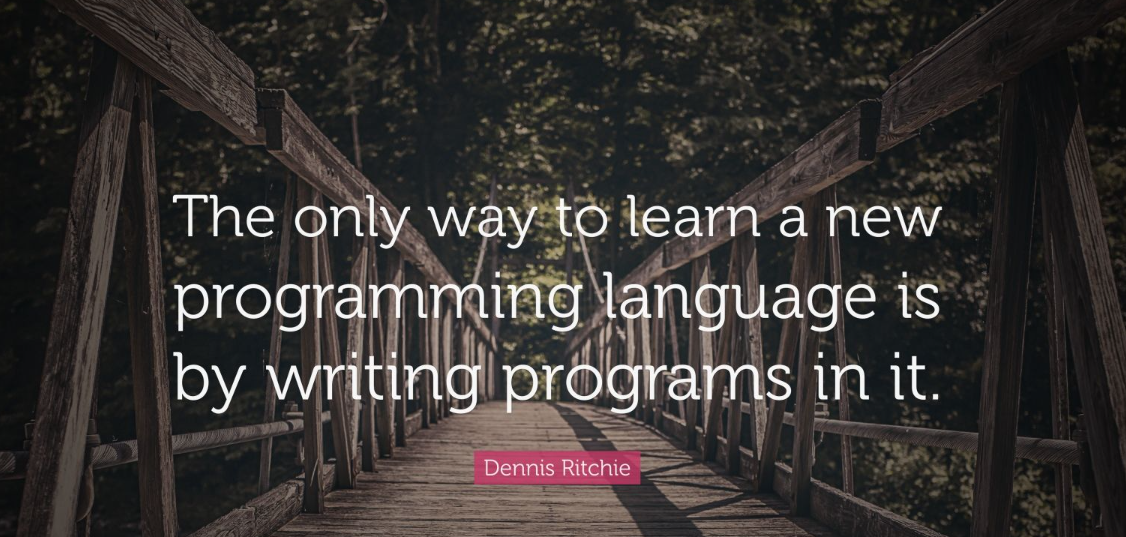 The only way to learn a new
programming language is
by writing programs in it.
Dennis Ritchie